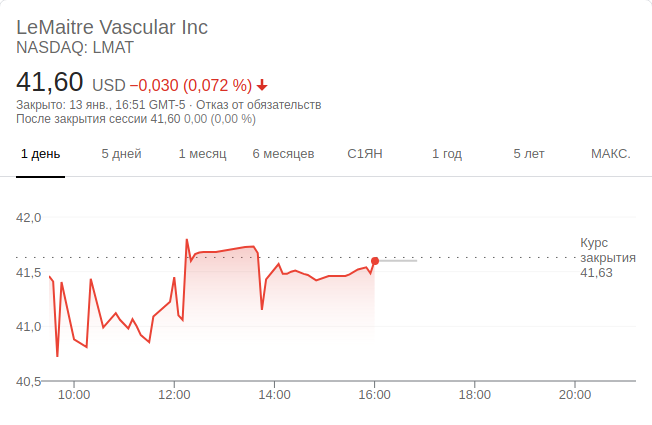 LeMaitre Vascular Inc
NASDAQ: LMAT
41,60 USD −0,030 (0,072 %)
Закрыто: 13 янв., 16:51 GMT-5 · Отказ от обязательств
После закрытия сессии 41,60 0,00 (0,00 %)
1 день 5 дней 1 месяц 6 месяцев С1ЯН 1 год 5 лет МАКС.
42,0
Курс
закрытия
41,63
41,5
41,0
40,5
10:00 12:00 14:00 16:00 18:00 20:00